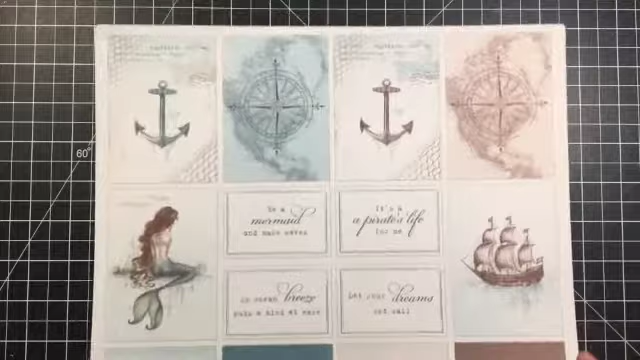 60°
Be a
mermaid
and make waves
It's a
a pirate's life
for me
An ocean breeze
puts a mind at ease
Let your dreams
set sail